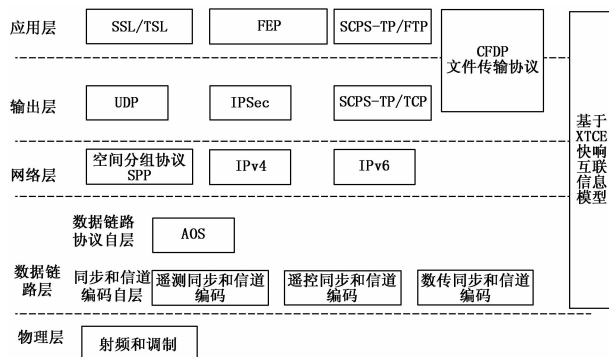 应用层
SSL/TSL
FEP
SCPS-TP/FTP
CFDP
文件传输协议
输出层
UDP
IPSec
SCPS-TP/TCP
网络层
空间分组协议
SPP
IPv4
IPv6
数据链路
协议自层
AOS
数据链
路层
同步和信道
编码自层
遥测同步和信道
编码
遥控同步和信道
编码
数传同步和信道
编码
物理层
射频和调制
基于
XTCE
快响
互联
信息
模型